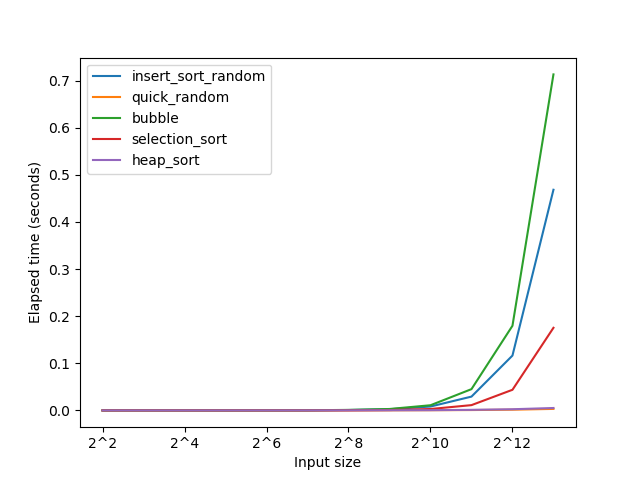 insert_sort_random
quick_random
bubble
selection_sort
heap_sort
Elapsed time (seconds)
0.7
0.6
0.5
0.4
0.3
0.2
0.1
0.0
2^2 2^4 2^6 2^8 2^10 2^12
Input size